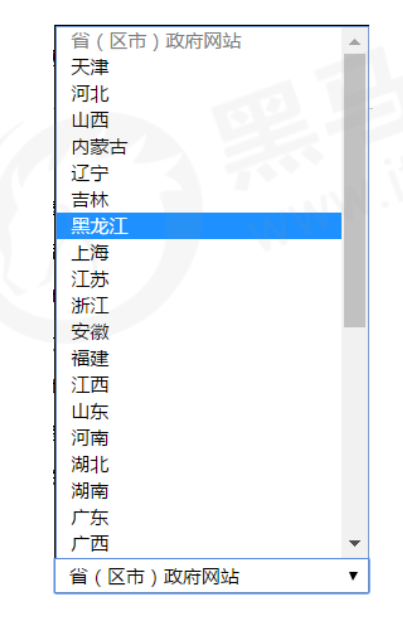 省（区市）政府网站
天津
河北
山西
内蒙古
辽宁
吉林
黑龙江
上海
江苏
浙江
安徽
福建
江西
山东
河南
湖北
湖南
广东
广西
省（区市）政府网站